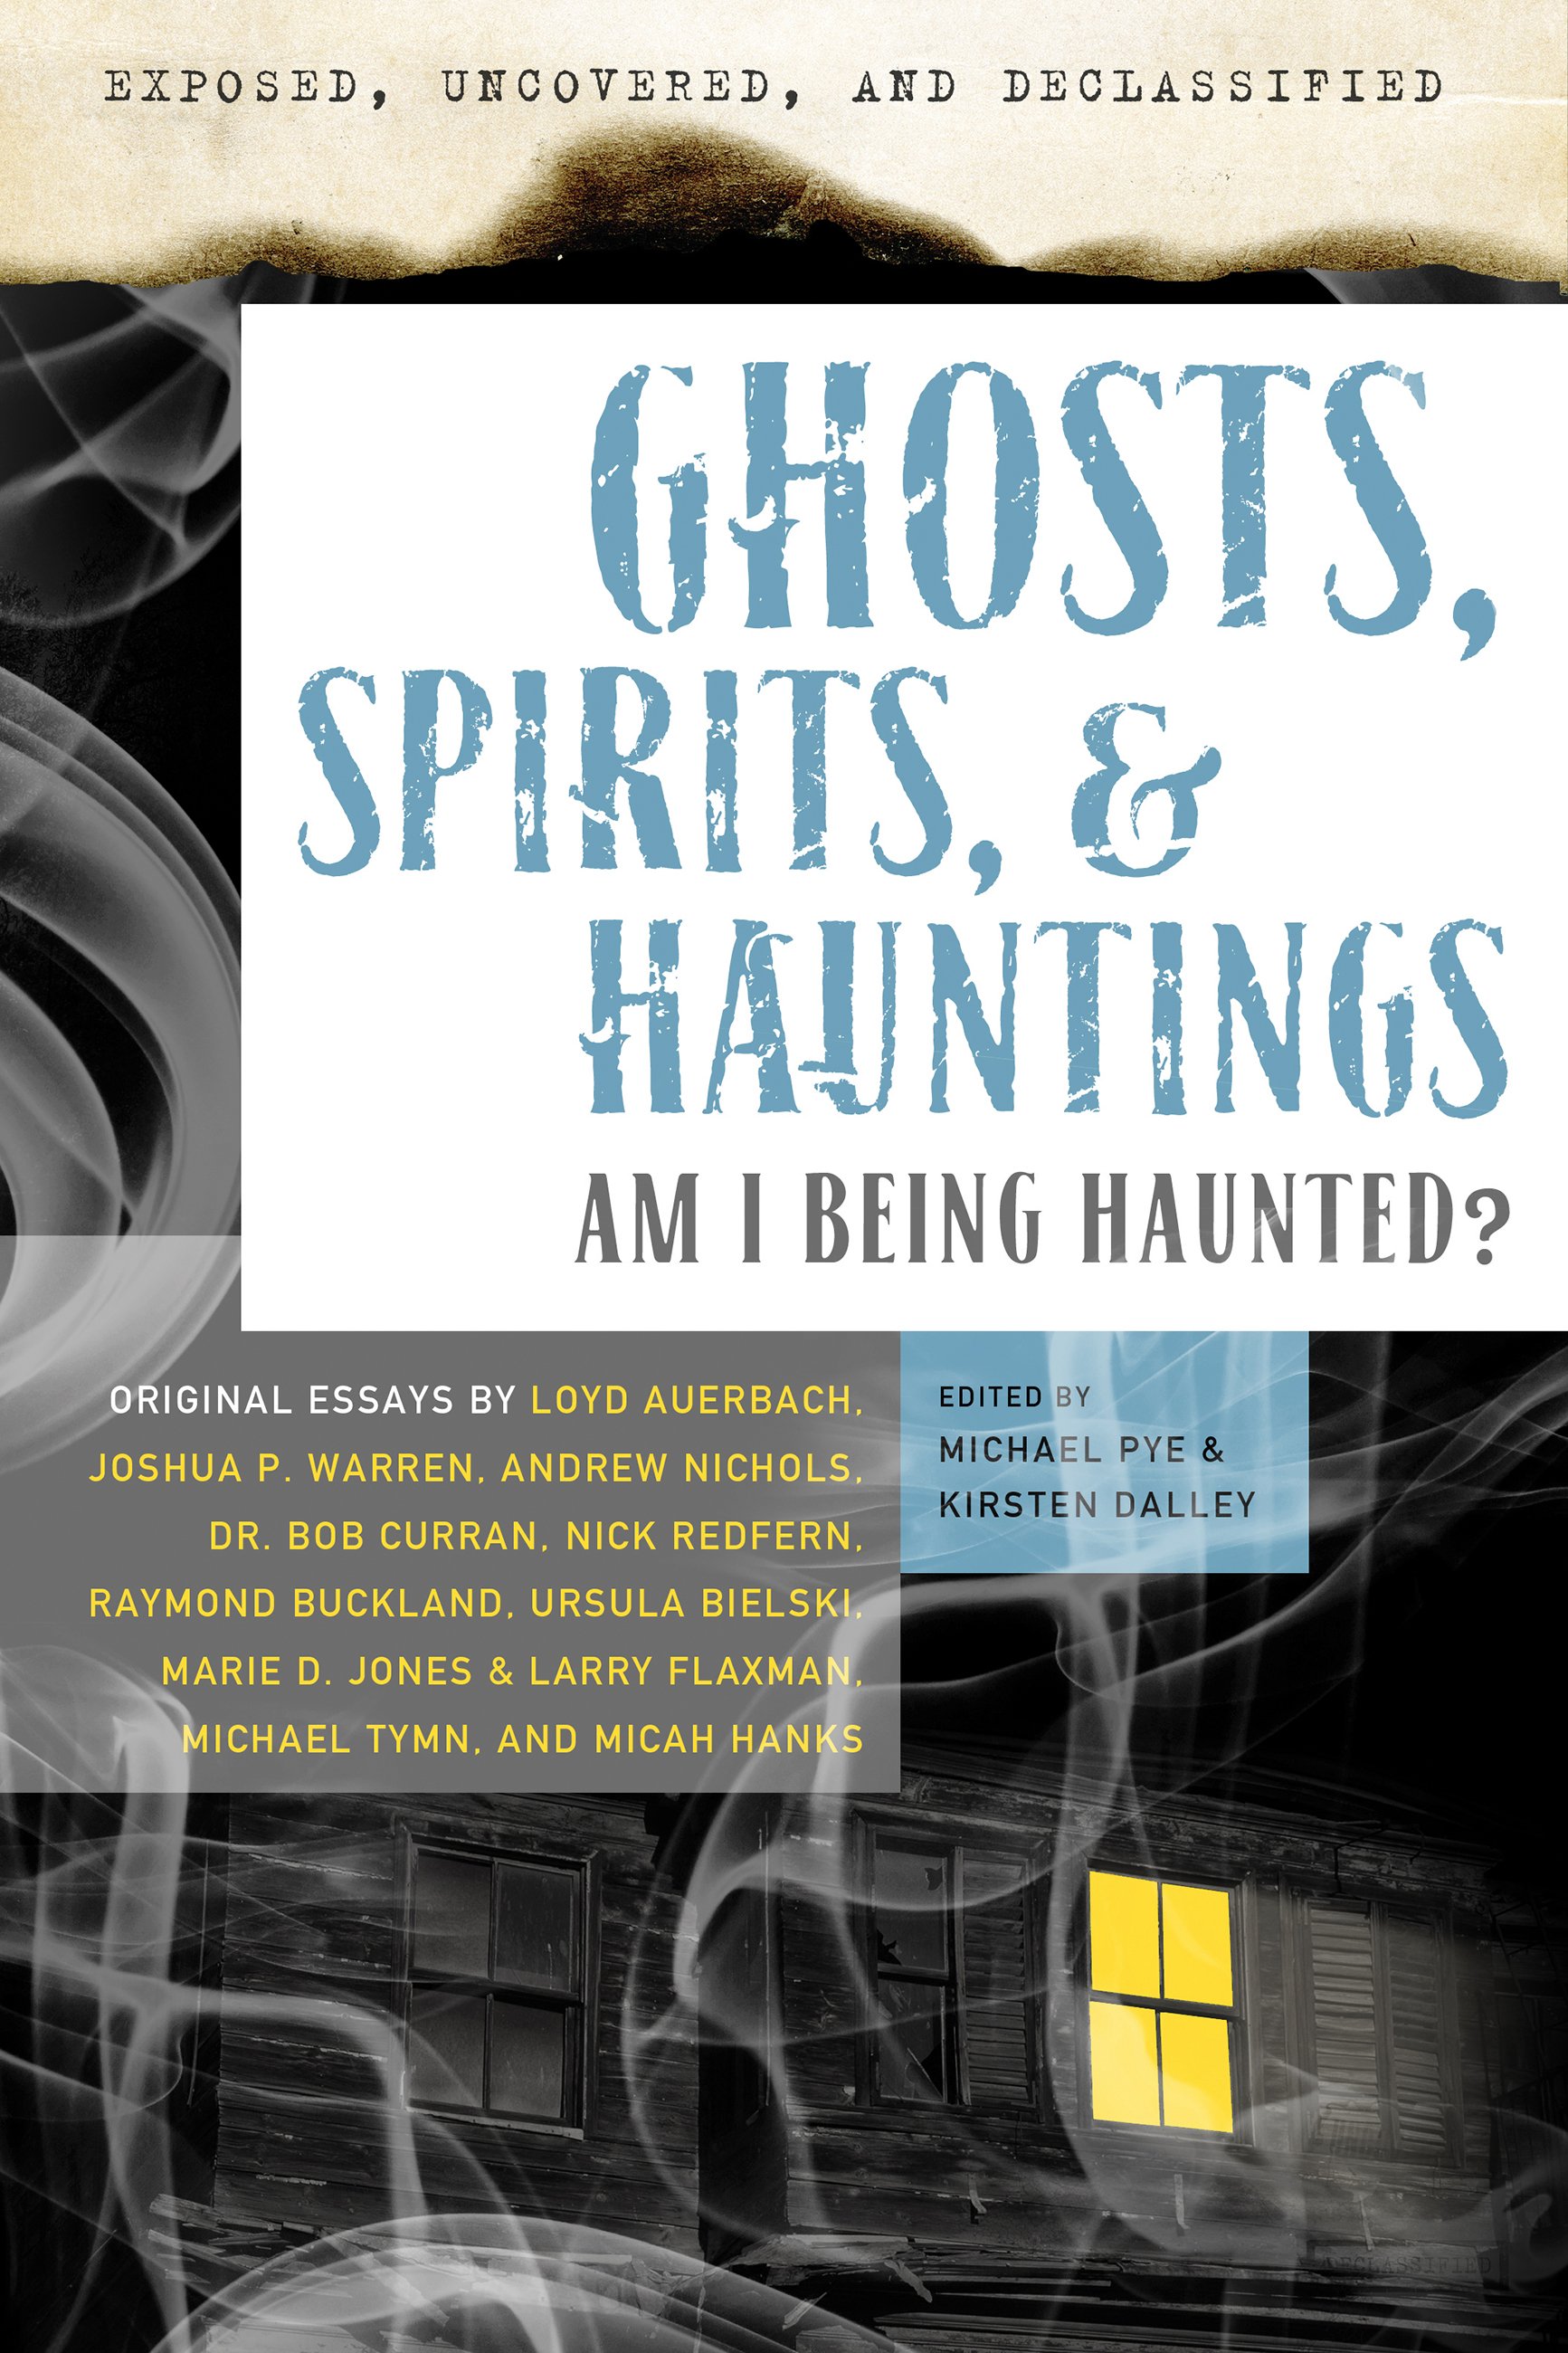 EXPOSED, UNCOVERED, AND DECLASSIFIED
GHOSTS,
SPIRITS, &
HAUNTINGS
AM I BEING HAUNTED?
ORIGINAL ESSAYS BY LOYD AUERBACH,
JOSHUA P. WARREN, ANDREW NICHOLS,
DR. BOB CURRAN, NICK REDFERN,
RAYMOND BUCKLAND, URSULA BIELSKI,
MARIE D. JONES & LARRY FLAXMAN,
MICHAEL TYMN, AND MICAH HANKS
EDITED BY
MICHAEL PYE &
KIRSTEN DALLEY